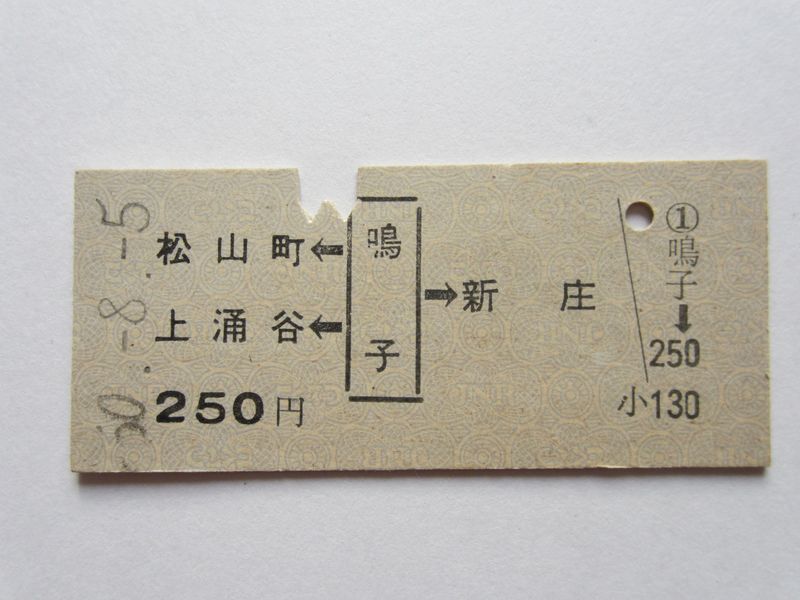 50.-8.-5
松山町←
上涌谷←
250円
鳴子
→新庄
①鳴子
↓
250
小130